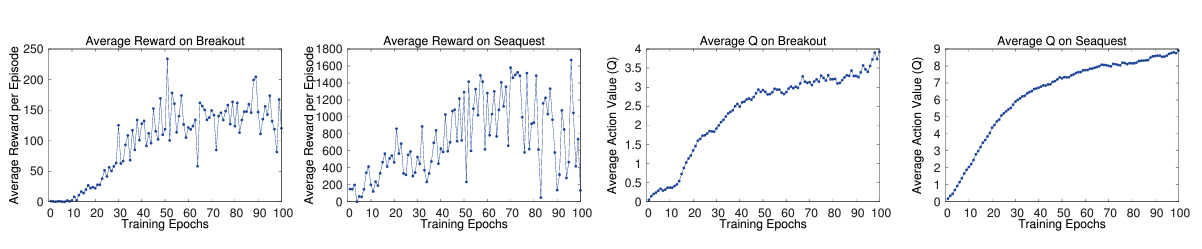 Average Reward on Breakout
Average Reward per Episode
250
200
150
100
50
0
0 10 20 30 40 50 60 70 80 90 100
Training Epochs
Average Reward on Seaquest
Average Reward per Episode
1800
1600
1400
1200
1000
800
600
400
200
0
0 10 20 30 40 50 60 70 80 90 100
Training Epochs
Average Q on Breakout
Average Action Value (Q)
4
3.5
3
2.5
2
1.5
1
0.5
0
0 10 20 30 40 50 60 70 80 90 100
Training Epochs
Average Q on Seaquest
Average Action Value (Q)
9
8
7
6
5
4
3
2
1
0
0 10 20 30 40 50 60 70 80 90 100
Training Epochs